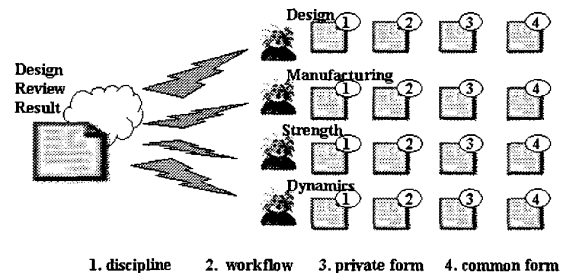 Design
1 2 3 4
Design
Review
Result
Manufacturing
1 2 3 4
Strength
1 2 3 4
Dynamics
1 2 3 4
1. discipline 2. workflow 3. private form 4. common form